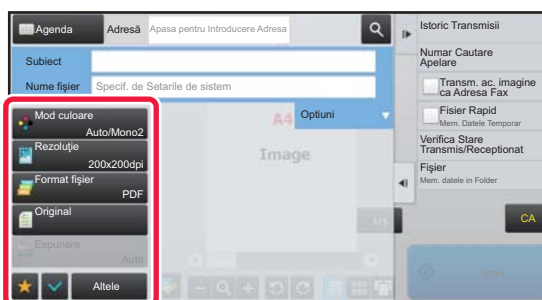 Agenda
Adresă
Apasa pentru Introducere Adresa
Subiect
Nume fişier
Specif. de Setarile de sistem
Mod culoare
Auto/Mono2
Rezoluţie
200x200dpi
Format fişier
PDF
Original
Expunere
Auto
Altele
A4
Optiuni
Image
1/1
Istoric Transmisii
Numar Cautare
Apelare
Transm. ac. imagine
ca Adresa Fax
Fisier Rapid
Mem. Datele Temporar
Verifica Stare
Transmis/Receptionat
Fişier
Mem. datele in Folder
CA
Start